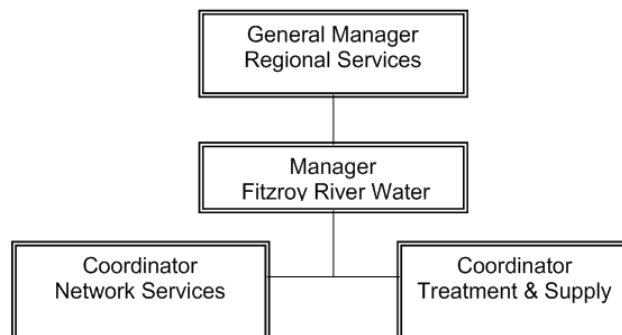 General Manager
Regional Services
Manager
Fitzroy River Water
Coordinator
Network Services
Coordinator
Treatment & Supply